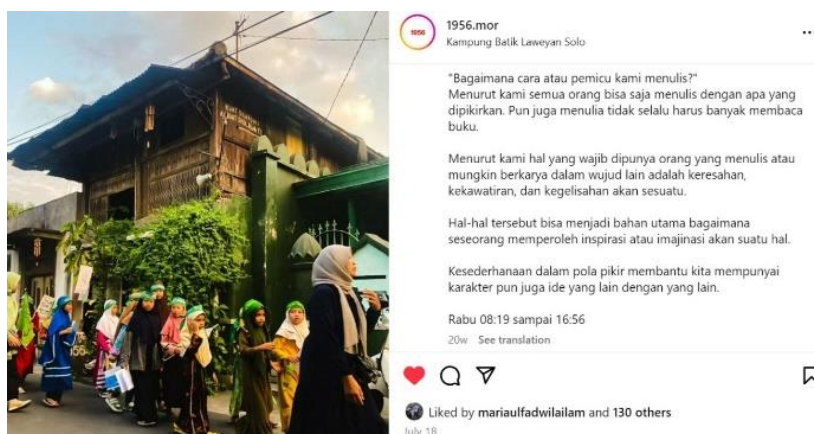 1956
1956.mor
Kampung Batik Laweyan Solo
"Bagaimana cara atau pemicu kami menulis?"
Menurut kami semua orang bisa saja menulis dengan apa yang
dipikirkan. Pun juga menulia tidak selalu harus banyak membaca
buku.
Menurut kami hal yang wajib dipunya orang yang menulis atau
mungkin berkarya dalam wujud lain adalah keresahan,
kekawatiran, dan kegelisahan akan sesuatu.
Hal-hal tersebut bisa menjadi bahan utama bagaimana
seseorang memperoleh inspirasi atau imajinasi akan suatu hal.
Kesederhanaan dalam pola pikir membantu kita mempunyai
karakter pun juga ide yang lain dengan yang lain.
Rabu 08:19 sampai 16:56
20w See translation
Liked by mariaulfadwilailam and 130 others
July 18